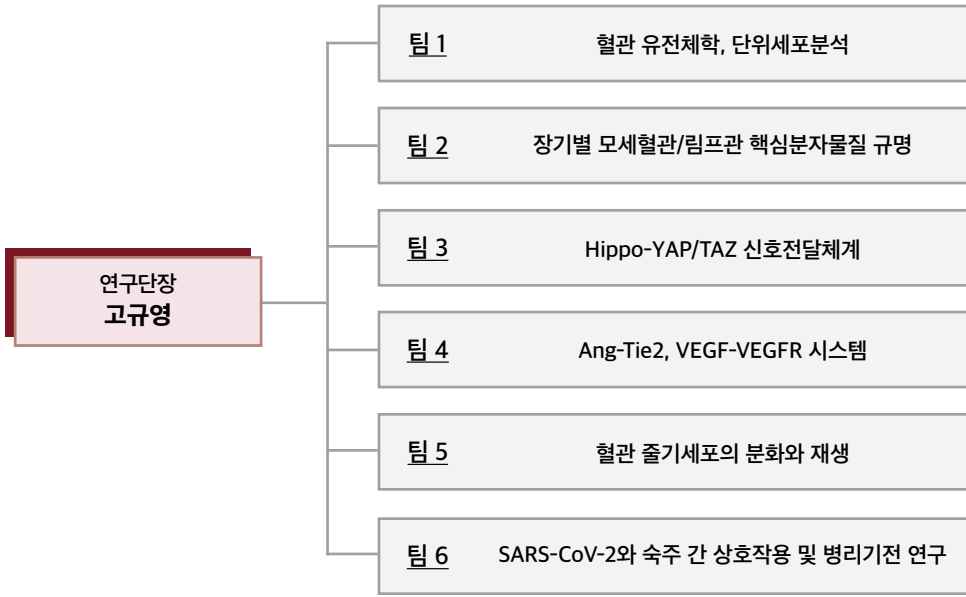 연구단장
고규영
팀 1 혈관 유전체학, 단위세포분석
팀 2 장기별 모세혈관/림프관 핵심분자물질 규명
팀 3 Hippo-YAP/TAZ 신호전달체계
팀 4 Ang-Tie2, VEGF-VEGFR 시스템
팀 5 혈관 줄기세포의 분화와 재생
팀 6 SARS-CoV-2와 숙주 간 상호작용 및 병리기전 연구